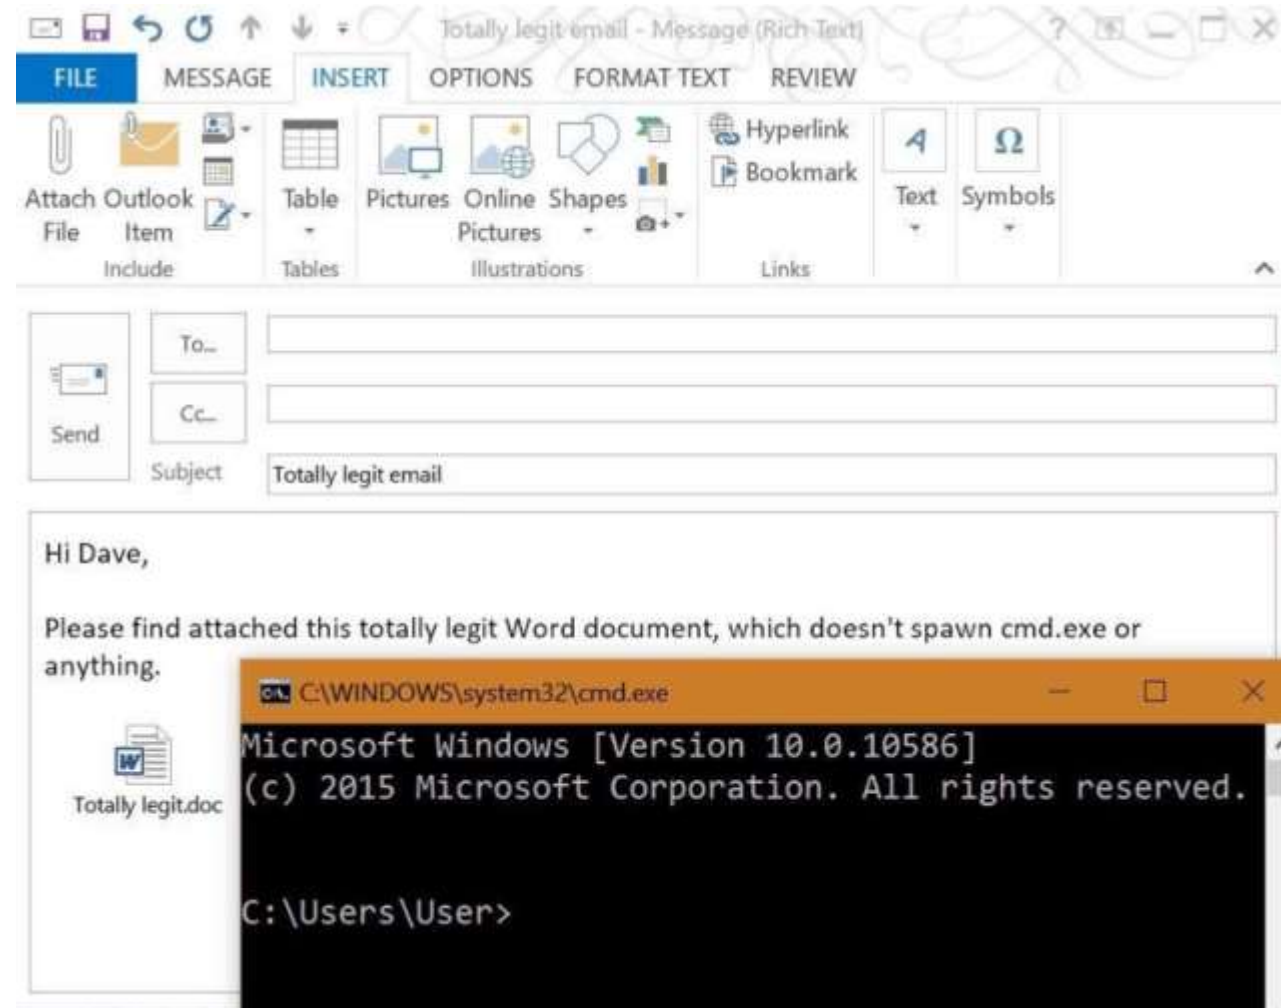 Totally legit email - Message (Rich Text)
?
FILE MESSAGE INSERT OPTIONS FORMAT TEXT REVIEW
Attach File
Outlook Item
Table
Pictures
Online Pictures
Shapes
Hyperlink
Bookmark
A
Text
Ω
Symbols
Include Tables Illustrations Links
To...
Cc...
Send
Subject Totally legit email
Hi Dave,
Please find attached this totally legit Word document, which doesn't spawn cmd.exe or
anything.
W
Totally legit.doc
C:\WINDOWS\system32\cmd.exe
Microsoft Windows [Version 10.0.10586]
(c) 2015 Microsoft Corporation. All rights reserved.
C:\Users\User>